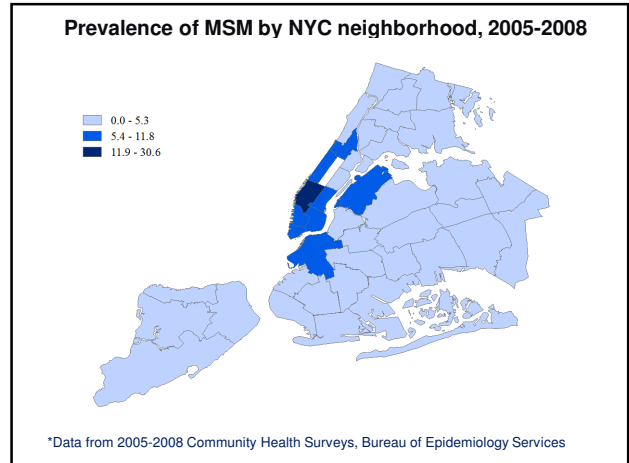 Prevalence of MSM by NYC neighborhood, 2005-2008
0.0 - 5.3
5.4 - 11.8
11.9 - 30.6
*Data from 2005-2008 Community Health Surveys, Bureau of Epidemiology Services